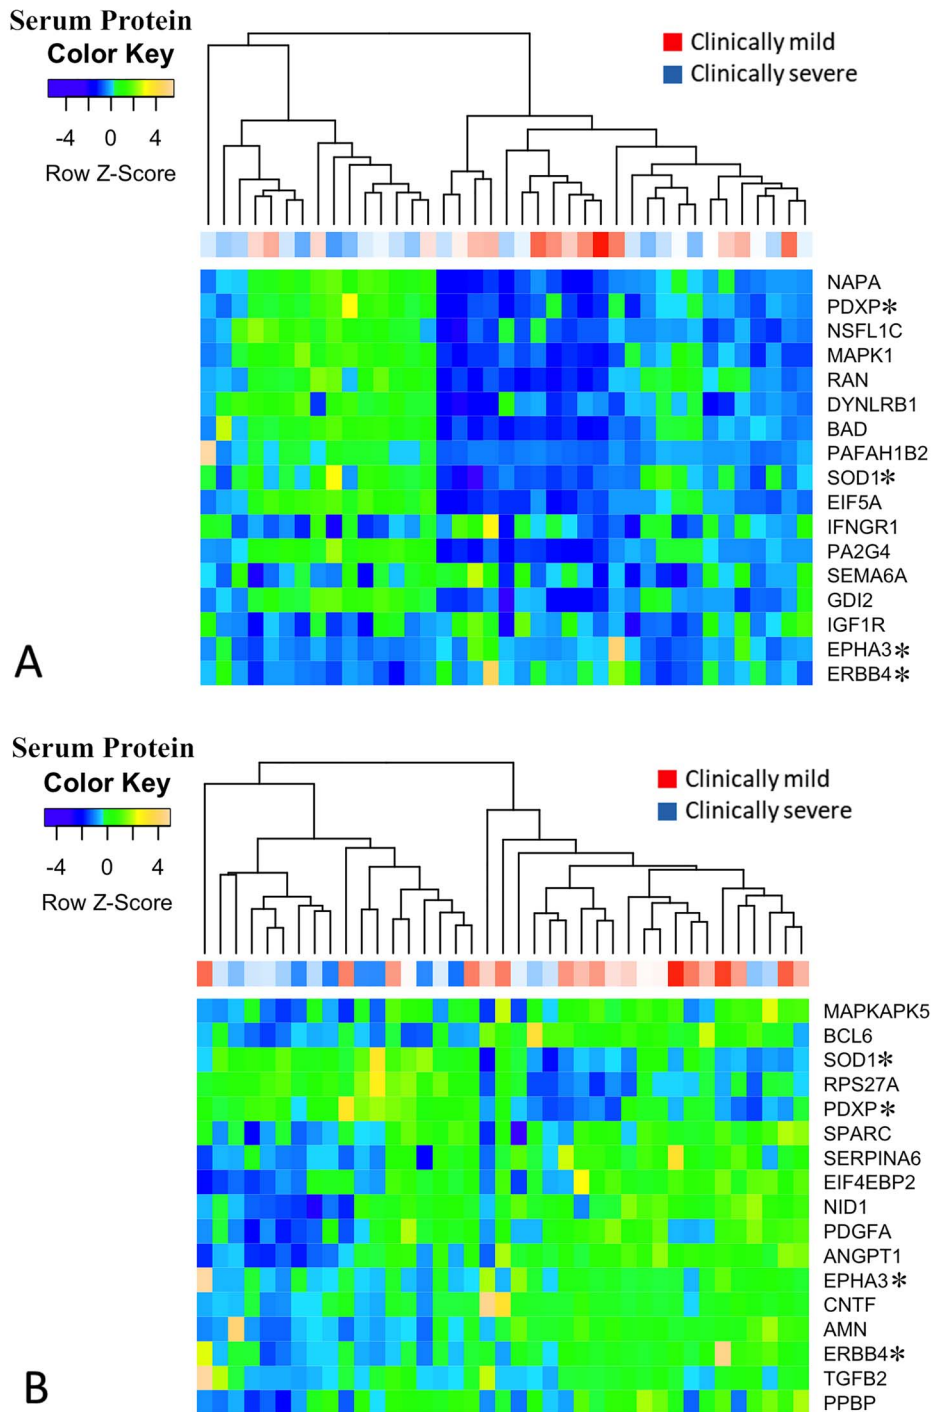 Serum Protein
Color Key
-4 0 4
Row Z-Score
Clinically mild
Clinically severe
NAPA
PDXP*
NSFL1C
MAPK1
RAN
DYNLRB1
BAD
PAFAH1B2
SOD1*
EIF5A
IFNGR1
PA2G4
SEMA6A
GDI2
IGF1R
EPHA3*
ERBB4*
A
Serum Protein
Color Key
-4 0 4
Row Z-Score
Clinically mild
Clinically severe
MAPKAPK5
BCL6
SOD1*
RPS27A
PDXP*
SPARC
SERPINA6
EIF4EBP2
NID1
PDGFA
ANGPT1
EPHA3*
CNTF
AMN
ERBB4*
TGFB2
PPBP
B